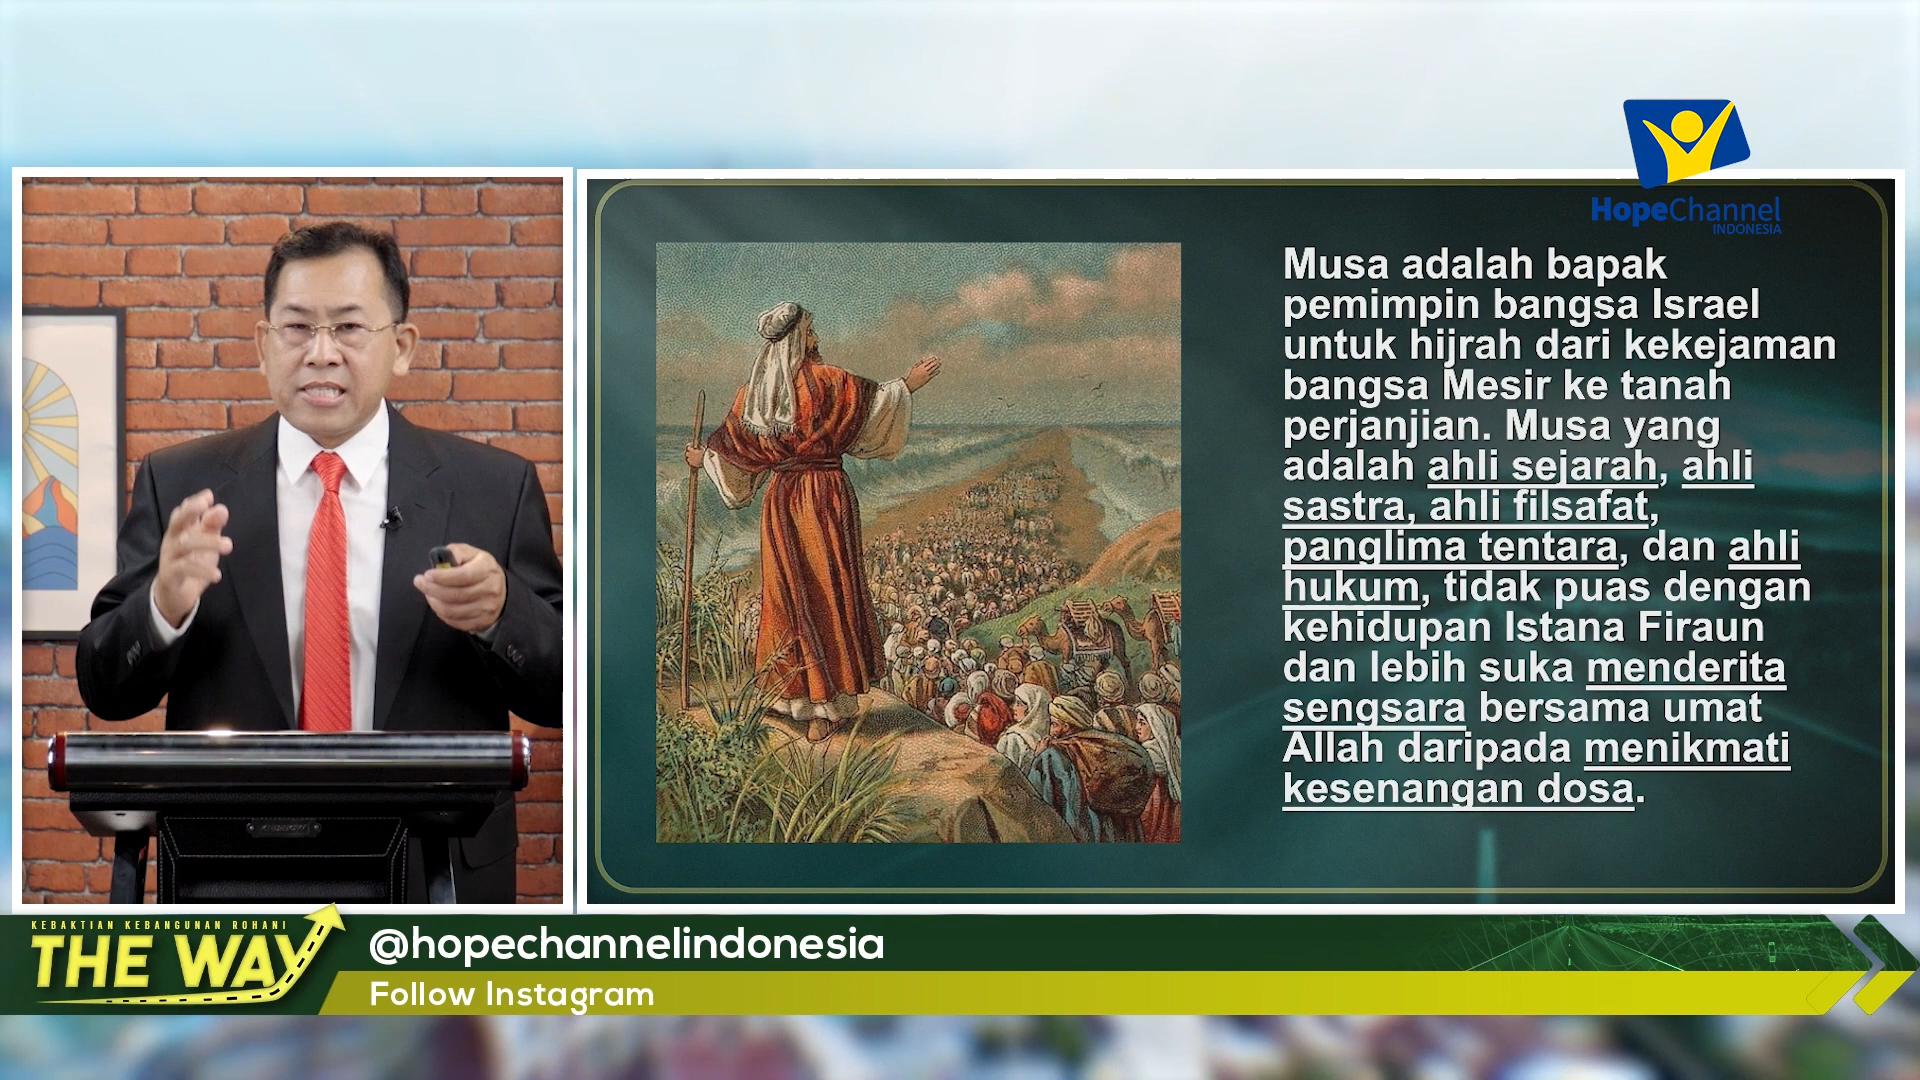 HopeChannel
INDONESIA
Musa adalah bapak
pemimpin bangsa Israel
untuk hijrah dari kekejaman
bangsa Mesir ke tanah
perjanjian. Musa yang
adalah ahli sejarah, ahli
sastra, ahli filsafat,
panglima tentara, dan ahli
hukum, tidak puas dengan
kehidupan Istana Firaun
dan lebih suka menderita
sengsara bersama umat
Allah daripada menikmati
kesenangan dosa.
KEBAKTIAN KEBANGUNAN ROHANI
THE WAY
@hopechannelindonesia
Follow Instagram